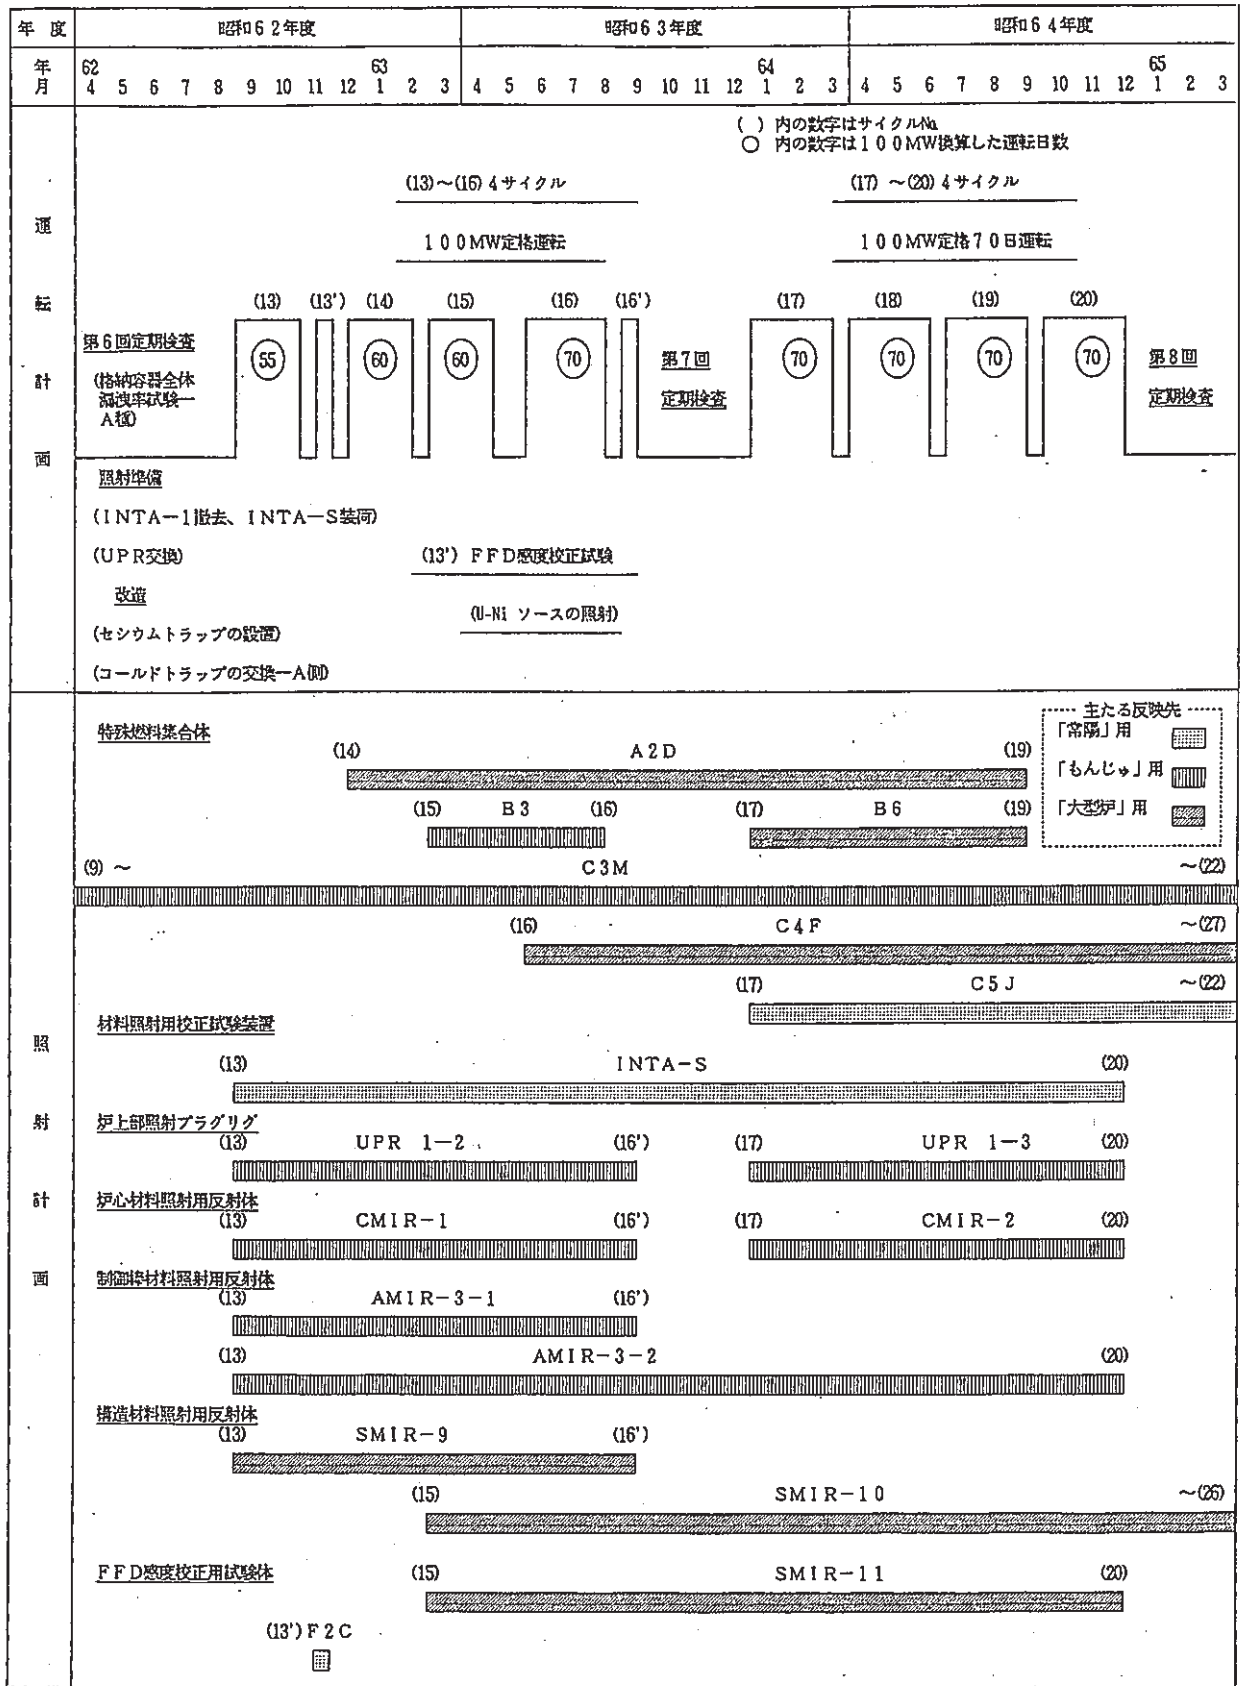 年 度 昭和62年度 昭和63年度 昭和64年度
年月 62 63 64 65
4 5 6 7 8 9 10 11 12 1 2 3 4 5 6 7 8 9 10 11 12 1 2 3 4 5 6 7 8 9 10 11 12 1 2 3
運転計画
( ) 内の数字はサイクルNo.
○ 内の数字は100MW換算した運転日数
(13)~(16) 4サイクル (17) ~(20) 4サイクル
100MW定格運転 100MW定格70日運転
(13) (13') (14) (15) (16) (16') (17) (18) (19) (20)
第6回定期検査
55 60 60 70 70 70 70 70
第7回
定期検査
第8回
定期検査
(格納容器全体
漏洩率試験―
A種)
照射準備
(INTA-1撤去、INTA-S装荷)
(UPR交換) (13') FFD感度校正試験
改造
(U-Ni ソースの照射)
(セシウムトラップの設置)
(コールドトラップの交換―A側)
照射計画
主たる反映先
「常陽」用
「もんじゅ」用
「大型炉」用
特殊燃料集合体
(14) A2D (19)
(15) B3 (16) (17) B6 (19)
(9) ~ C3M ~(22)
(16) C4F ~(27)
(17) C5J ~(22)
材料照射用校正試験装置
(13) INTA-S (20)
炉上部照射プラグリグ
(13) UPR 1-2 (16') (17) UPR 1-3 (20)
炉心材料照射用反射体
(13) CMIR-1 (16') (17) CMIR-2 (20)
制御棒材料照射用反射体
(13) AMIR-3-1 (16')
(13) AMIR-3-2 (20)
構造材料照射用反射体
(13) SMIR-9 (16')
(15) SMIR-10 ~(26)
FFD感度校正用試験体 (15) SMIR-11 (20)
(13') F2C